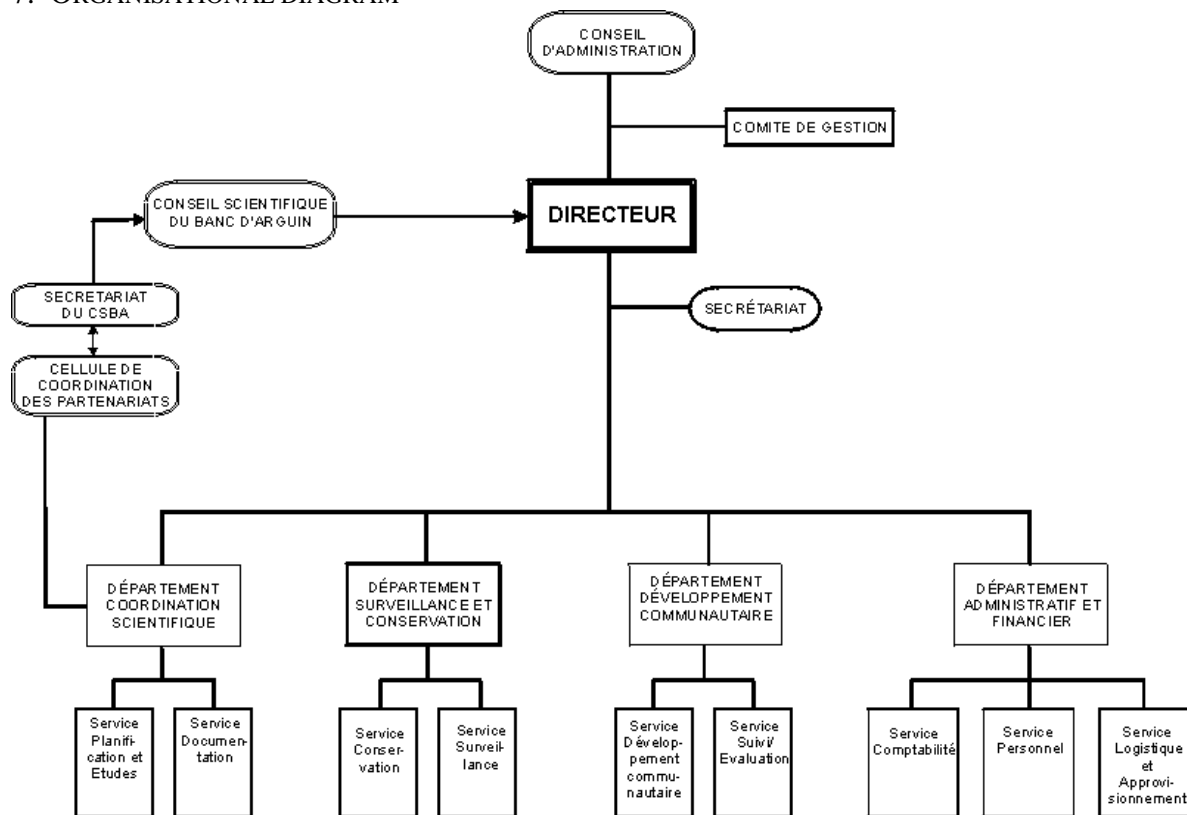 7. ORGANISATIONAL DIAGRAM
CONSEIL
D'ADMINISTRATION
COMITE DE GESTION
CONSEIL SCIENTIFIQUE
DU BANC D'ARGUIN
DIRECTEUR
SECRETARIAT
DU CSBA
SECRÉTARIAT
CELLULE DE
COORDINATION
DES PARTENARIATS
DÉPARTEMENT
COORDINATION
SCIENTIFIQUE
DÉPARTEMENT
SURVEILLANCE ET
CONSERVATION
DÉPARTEMENT
DÉVELOPPEMENT
COMMUNAUTAIRE
DÉPARTEMENT
ADMINISTRATIF ET
FINANCIER
Service
Planifi-
cation et
Etudes
Service
Documen-
tation
Service
Conser-
vation
Service
Surveil-
lance
Service
Dévelop-
pement
commu-
nautaire
Service
Suivi/
Evaluation
Service
Comptabilité
Service
Personnel
Service
Logistique
et
Approvi-
sionnement